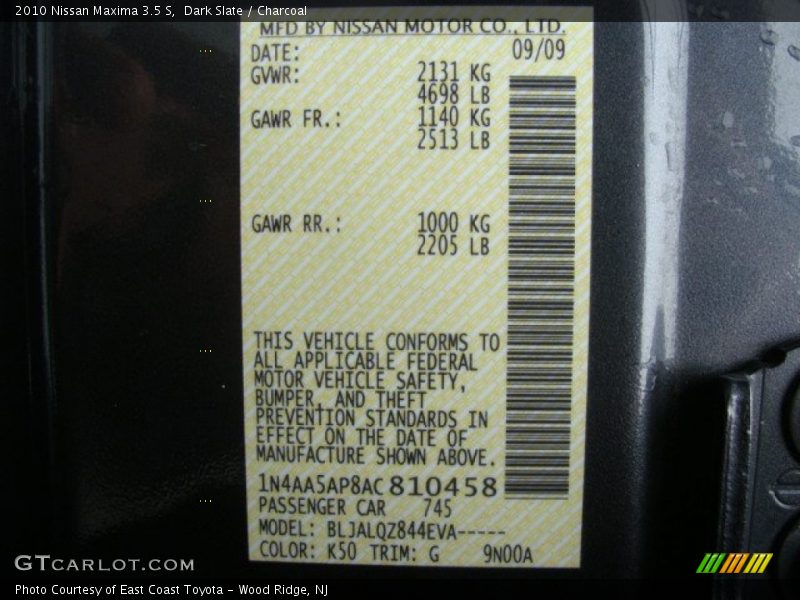 2010 Nissan Maxima 3.5 S, Dark Slate / Charcoal
MFD BY NISSAN MOTOR CO., LTD.
DATE: 09/09
GVWR: 2131 KG
4698 LB
GAWR FR.: 1140 KG
2513 LB
GAWR RR.: 1000 KG
2205 LB
THIS VEHICLE CONFORMS TO
ALL APPLICABLE FEDERAL
MOTOR VEHICLE SAFETY,
BUMPER, AND THEFT
PREVENTION STANDARDS IN
EFFECT ON THE DATE OF
MANUFACTURE SHOWN ABOVE.
1N4AA5AP8AC810458
PASSENGER CAR 745
MODEL: BLJALQZ844EVA-----
COLOR: K50 TRIM: G 9N00A
GTCARLOT.COM
Photo Courtesy of East Coast Toyota - Wood Ridge, NJ